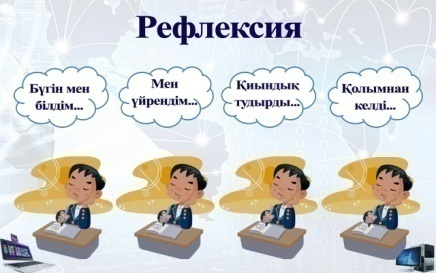 Рефлексия
Бүгін мен
білдім...
Мен
үйрендім...
Қиындық
тудырды...
Қолымнан
келді...